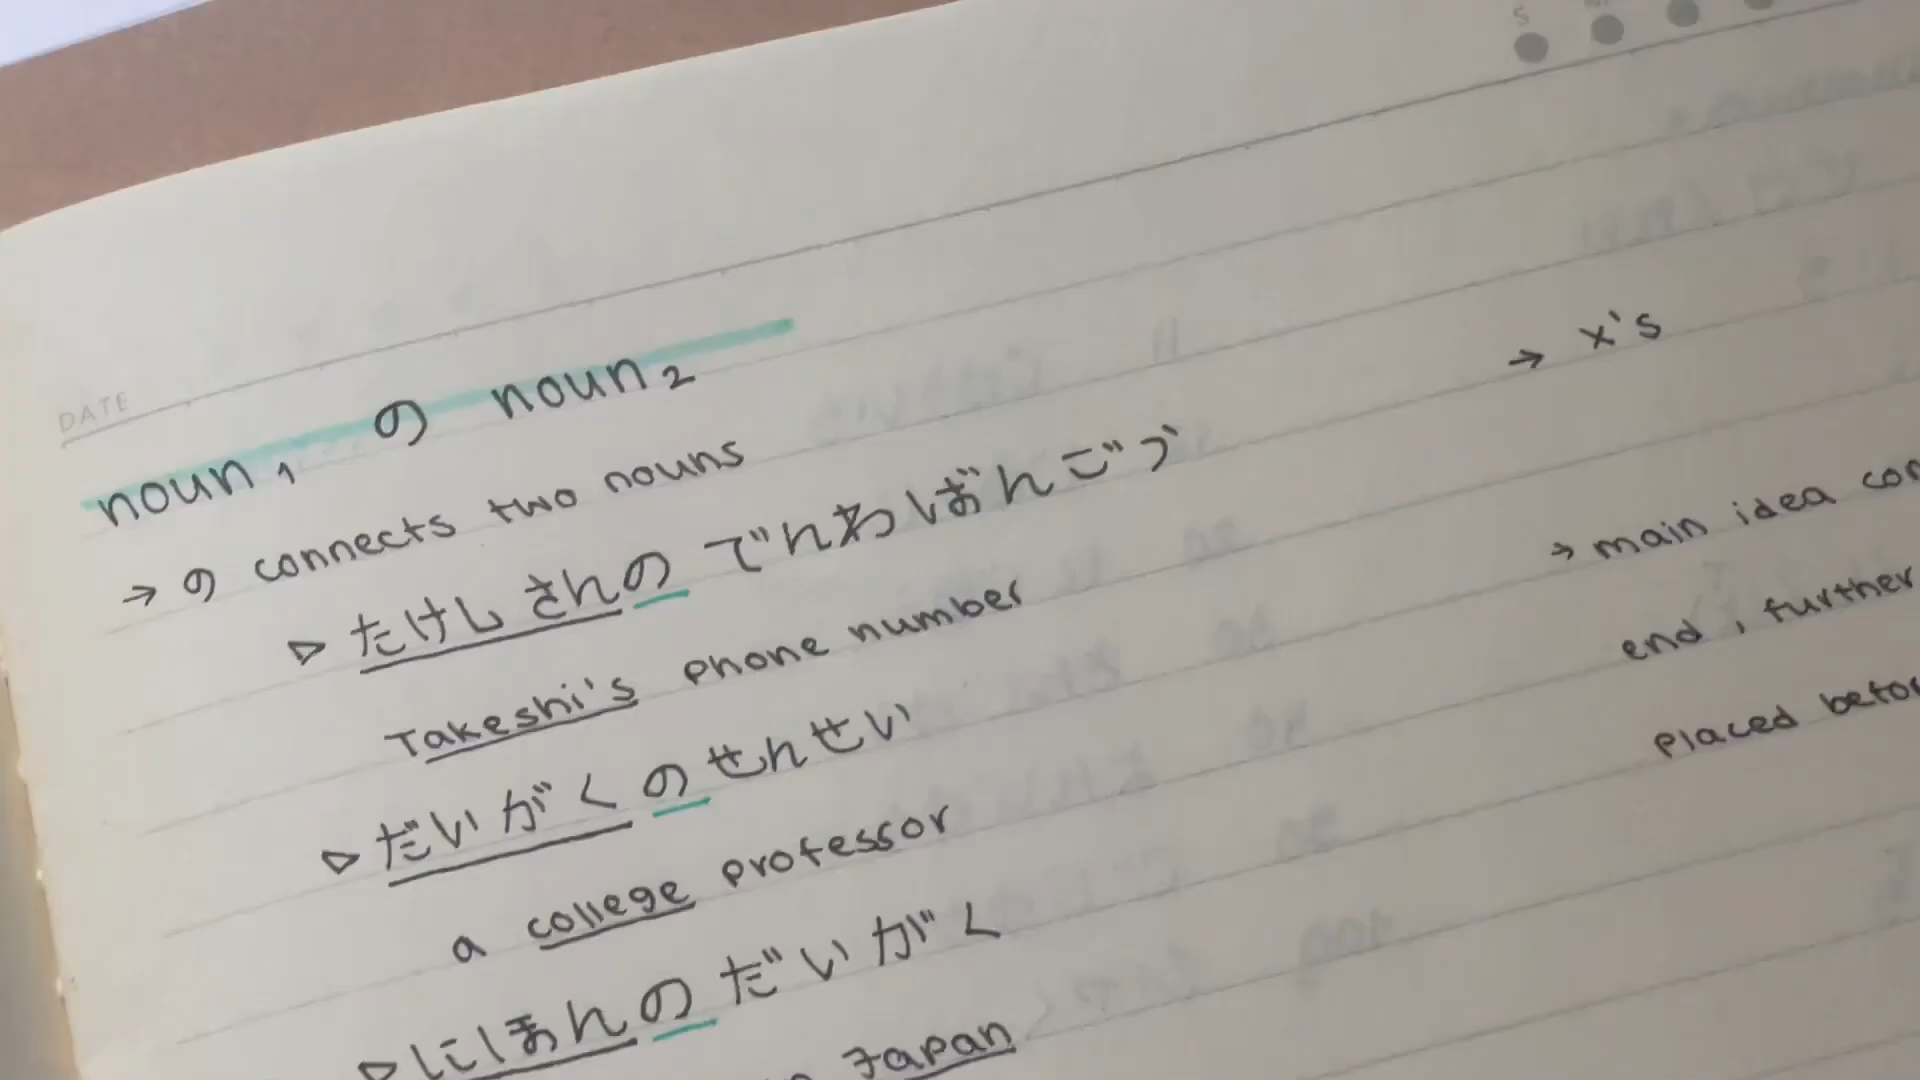 S
DATE
noun₁ の noun₂
→ の connects two nouns → x's
▷ たけしさんの でんわばんごう
Takeshi's phone number → main idea
▷ だいがくのせんせい end, further
a college professor placed
▷ にほんの だいがく
Japan